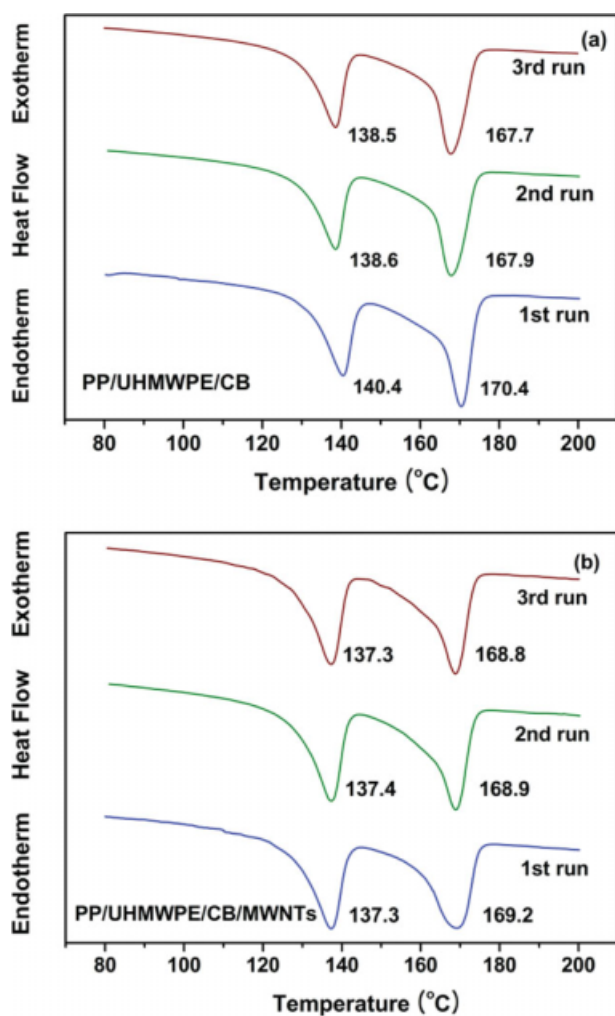 (a)
Exotherm
3rd run
138.5
167.7
Heat Flow
2nd run
138.6
167.9
Endotherm
1st run
PP/UHMWPE/CB
140.4
170.4
80 100 120 140 160 180 200
Temperature (°C)
(b)
Exotherm
3rd run
137.3
168.8
Heat Flow
2nd run
137.4
168.9
Endotherm
1st run
PP/UHMWPE/CB/MWNTs
137.3
169.2
80 100 120 140 160 180 200
Temperature (°C)